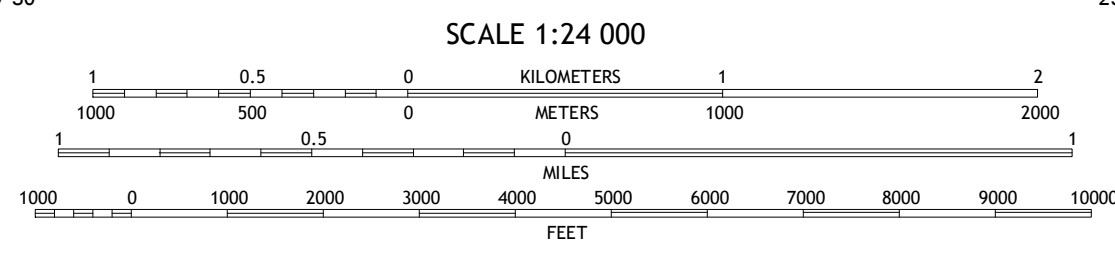 SCALE 1:24 000
1 0.5 0 KILOMETERS 1 2
1000 500 0 METERS 1000 2000
1 0.5 0 1
MILES
1000 0 1000 2000 3000 4000 5000 6000 7000 8000 9000 10000
FEET